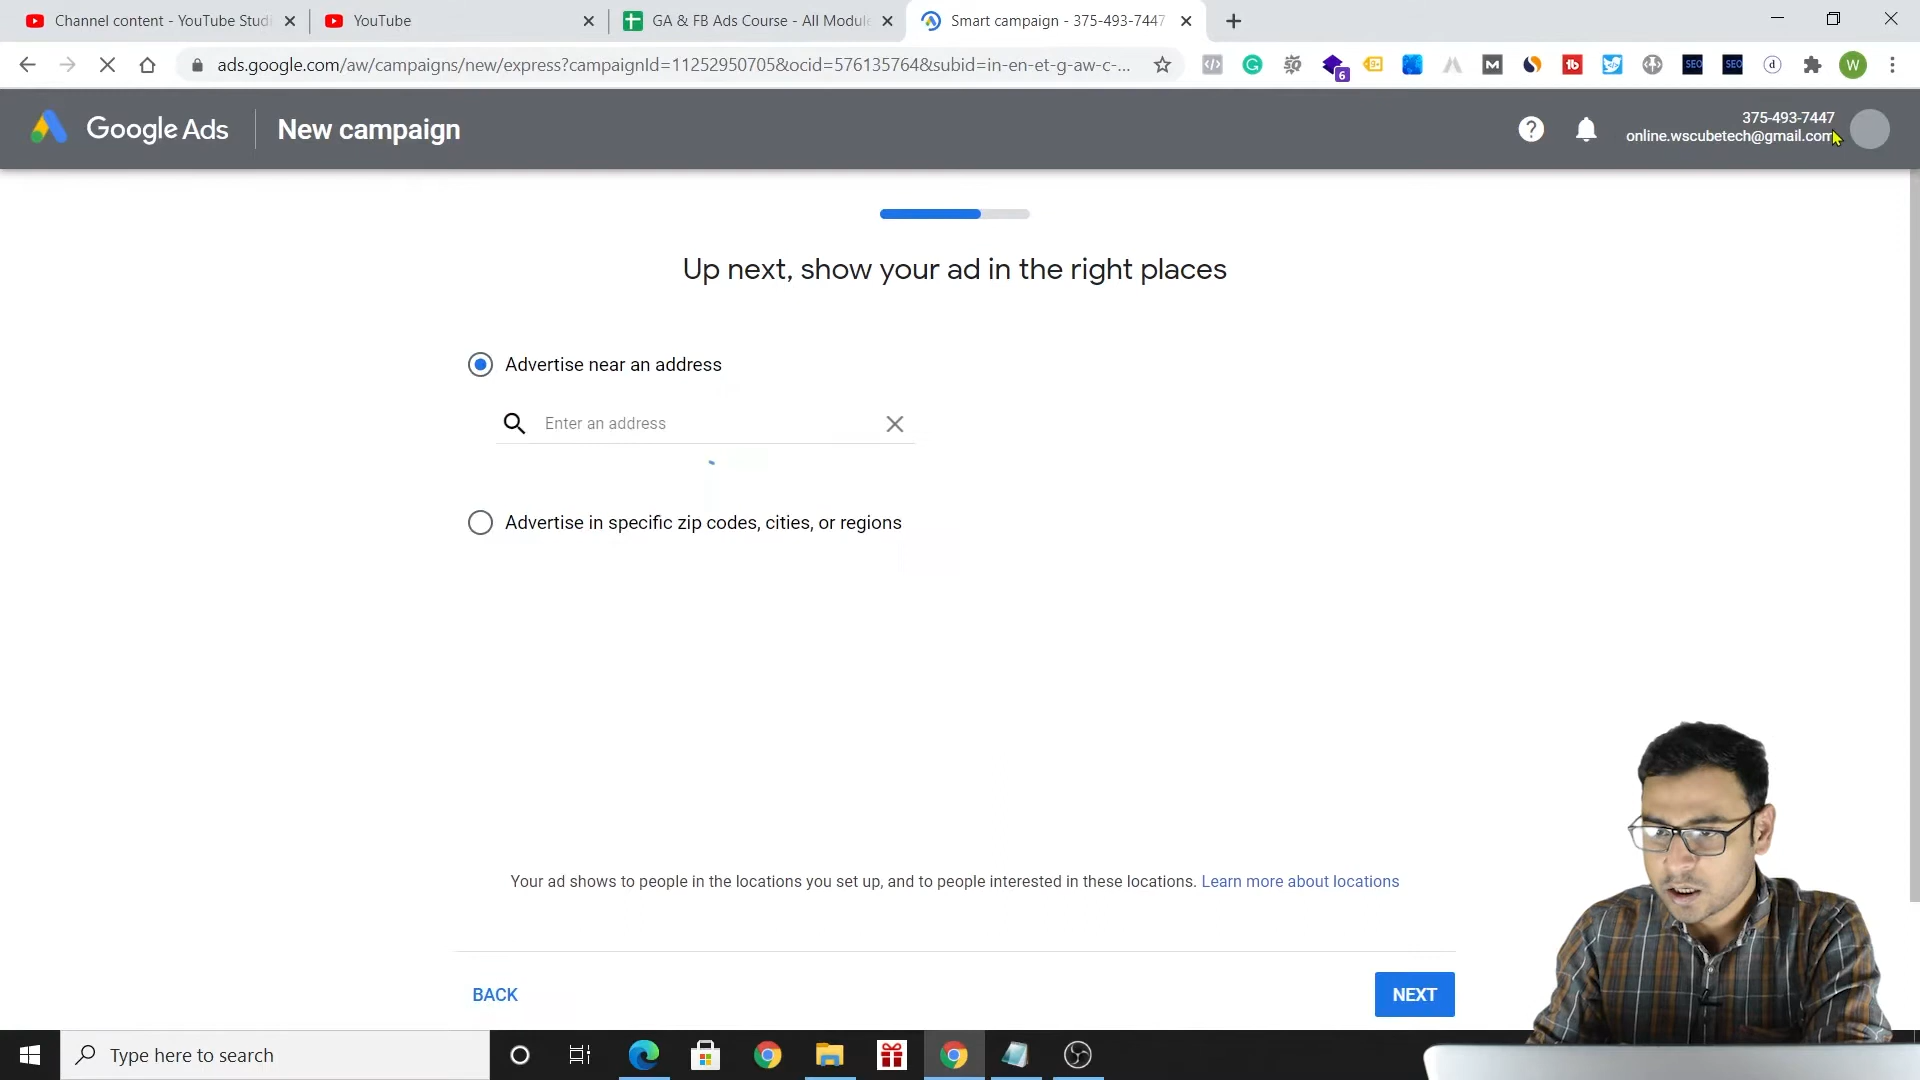 Channel content - YouTube Studi
YouTube
GA & FB Ads Course - All Module
Smart campaign - 375-493-7447
ads.google.com/aw/campaigns/new/express?campaignId=11252950705&ocid=576135764&subid=in-en-et-g-aw-c-...
6
SEO
SEO
W
Google Ads
New campaign
375-493-7447
online.wscubetech@gmail.com
Up next, show your ad in the right places
Advertise near an address
Enter an address
Advertise in specific zip codes, cities, or regions
Your ad shows to people in the locations you set up, and to people interested in these locations. Learn more about locations
BACK
NEXT
Type here to search